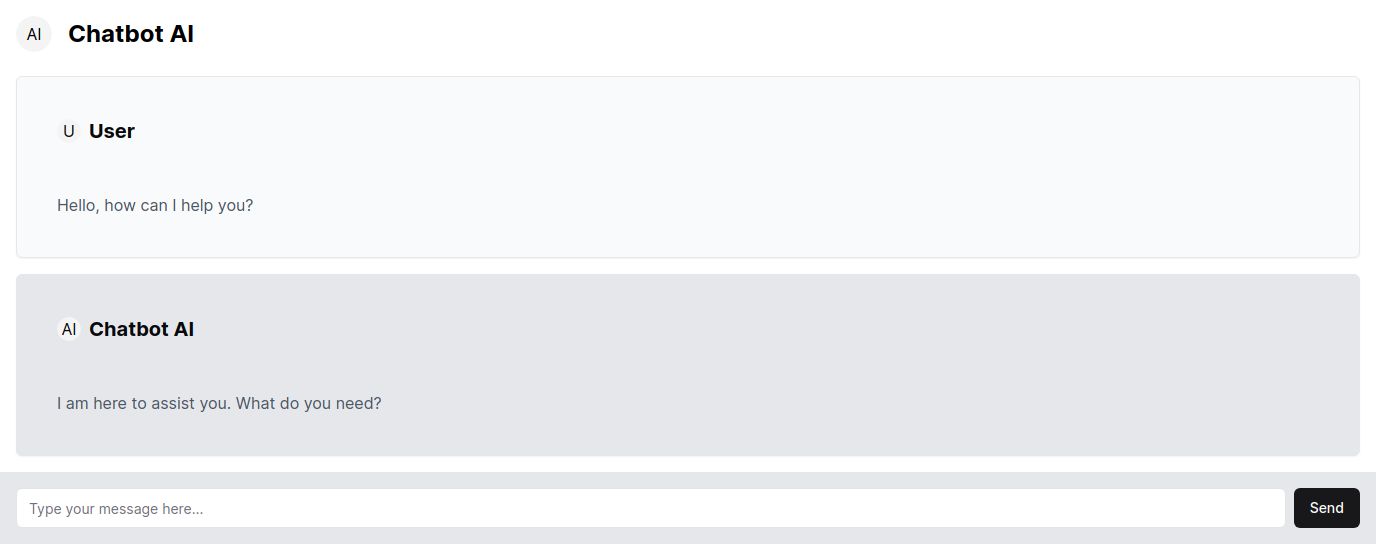 AI Chatbot AI
U User
Hello, how can I help you?
AI Chatbot AI
I am here to assist you. What do you need?
Type your message here... Send